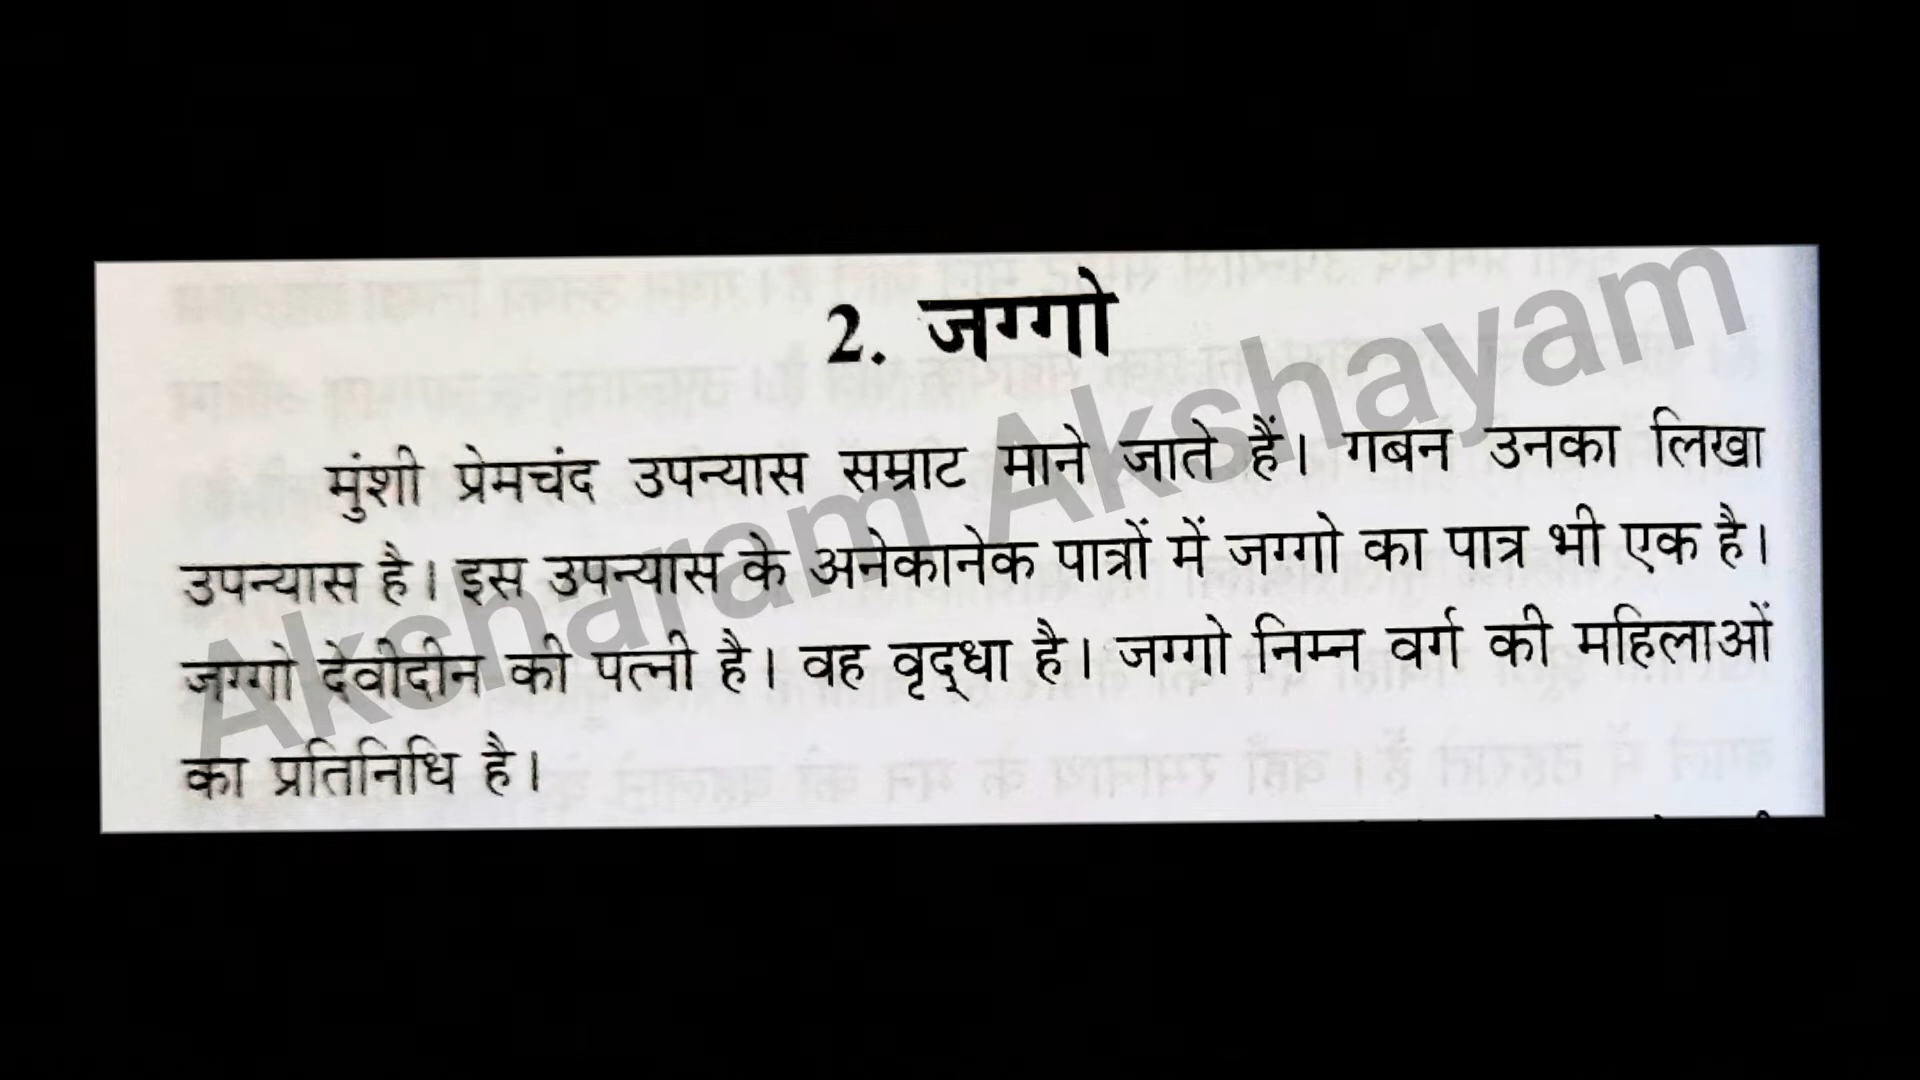 2. जग्गो
मुंशी प्रेमचंद उपन्यास सम्राट माने जाते हैं। गबन उनका लिखा
उपन्यास है। इस उपन्यास के अनेकानेक पात्रों में जग्गो का पात्र भी एक है।
जग्गो देवीदीन की पत्नी है। वह वृद्‌धा है। जग्गो निम्न वर्ग की महिलाओं
का प्रतिनिधि है।
Aksharam Akshayam